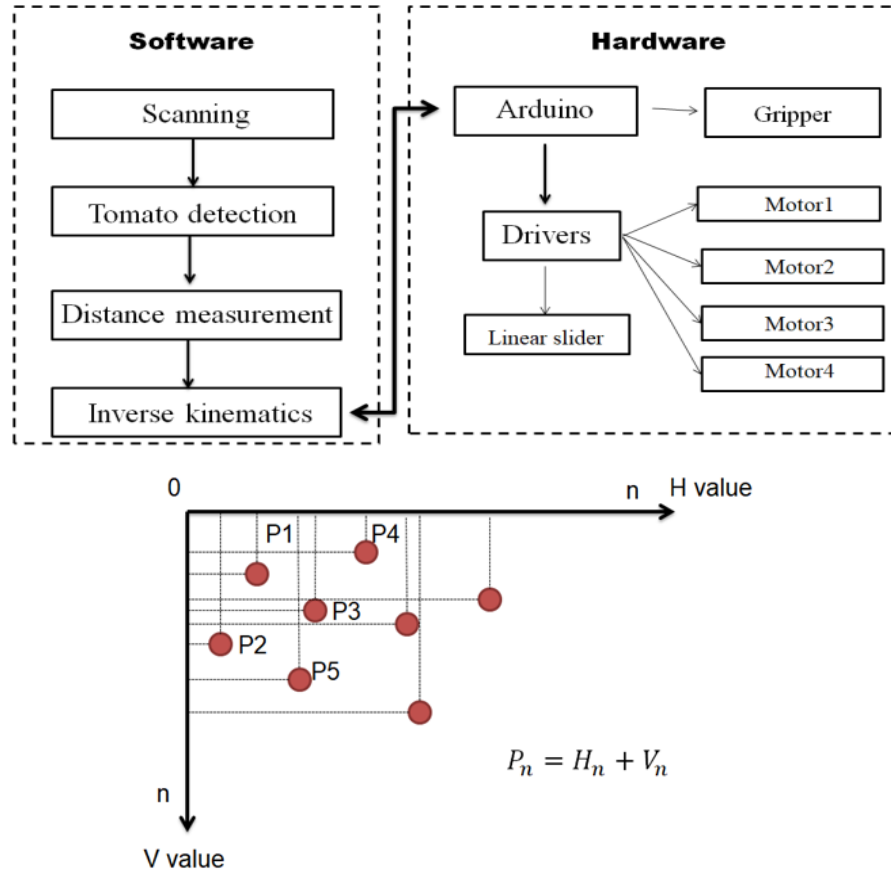 Software
Scanning
Tomato detection
Distance measurement
Inverse kinematics
Hardware
Arduino
Gripper
Drivers
Motor1
Motor2
Motor3
Motor4
Linear slider
0
n
H value
P1
P4
P3
P2
P5
Pₙ = Hₙ + Vₙ
n
V value